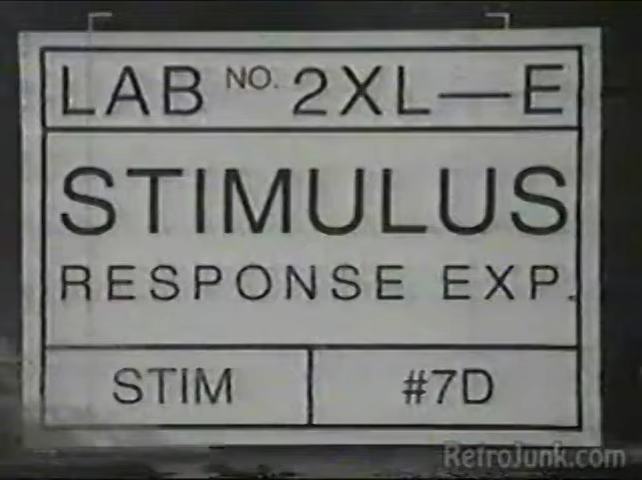 LAB NO. 2XL—E
STIMULUS
RESPONSE EXP.
STIM #7D
RetroJunk.com